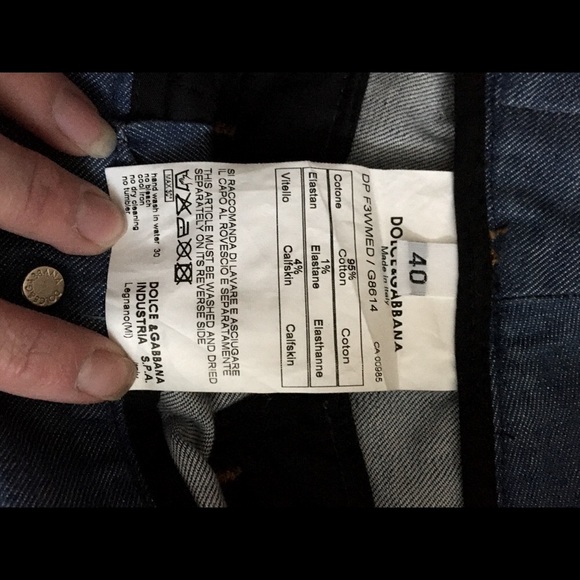 40
DOLCE & GABBANA
Made in Italy
CA 00985
DP F3WMED / G8614
Cotone 95% Cotton Coton
Elastan 1% Elastane Elasthanne
Vitello 4% Calfskin Calfskin
SI RACCOMANDA DI LAVARE E ASCIUGARE
IL CAPO AL ROVESCIO E SEPARATAMENTE
THIS ARTICLE MUST BE WASHED AND DRIED
SEPARATELY ON ITS REVERSE SIDE
hand wash in water 30
no bleach
cool iron
no dry cleaning
no tumbler
DOLCE & GABBANA
INDUSTRIA S.P.A.
Legnano(MI)